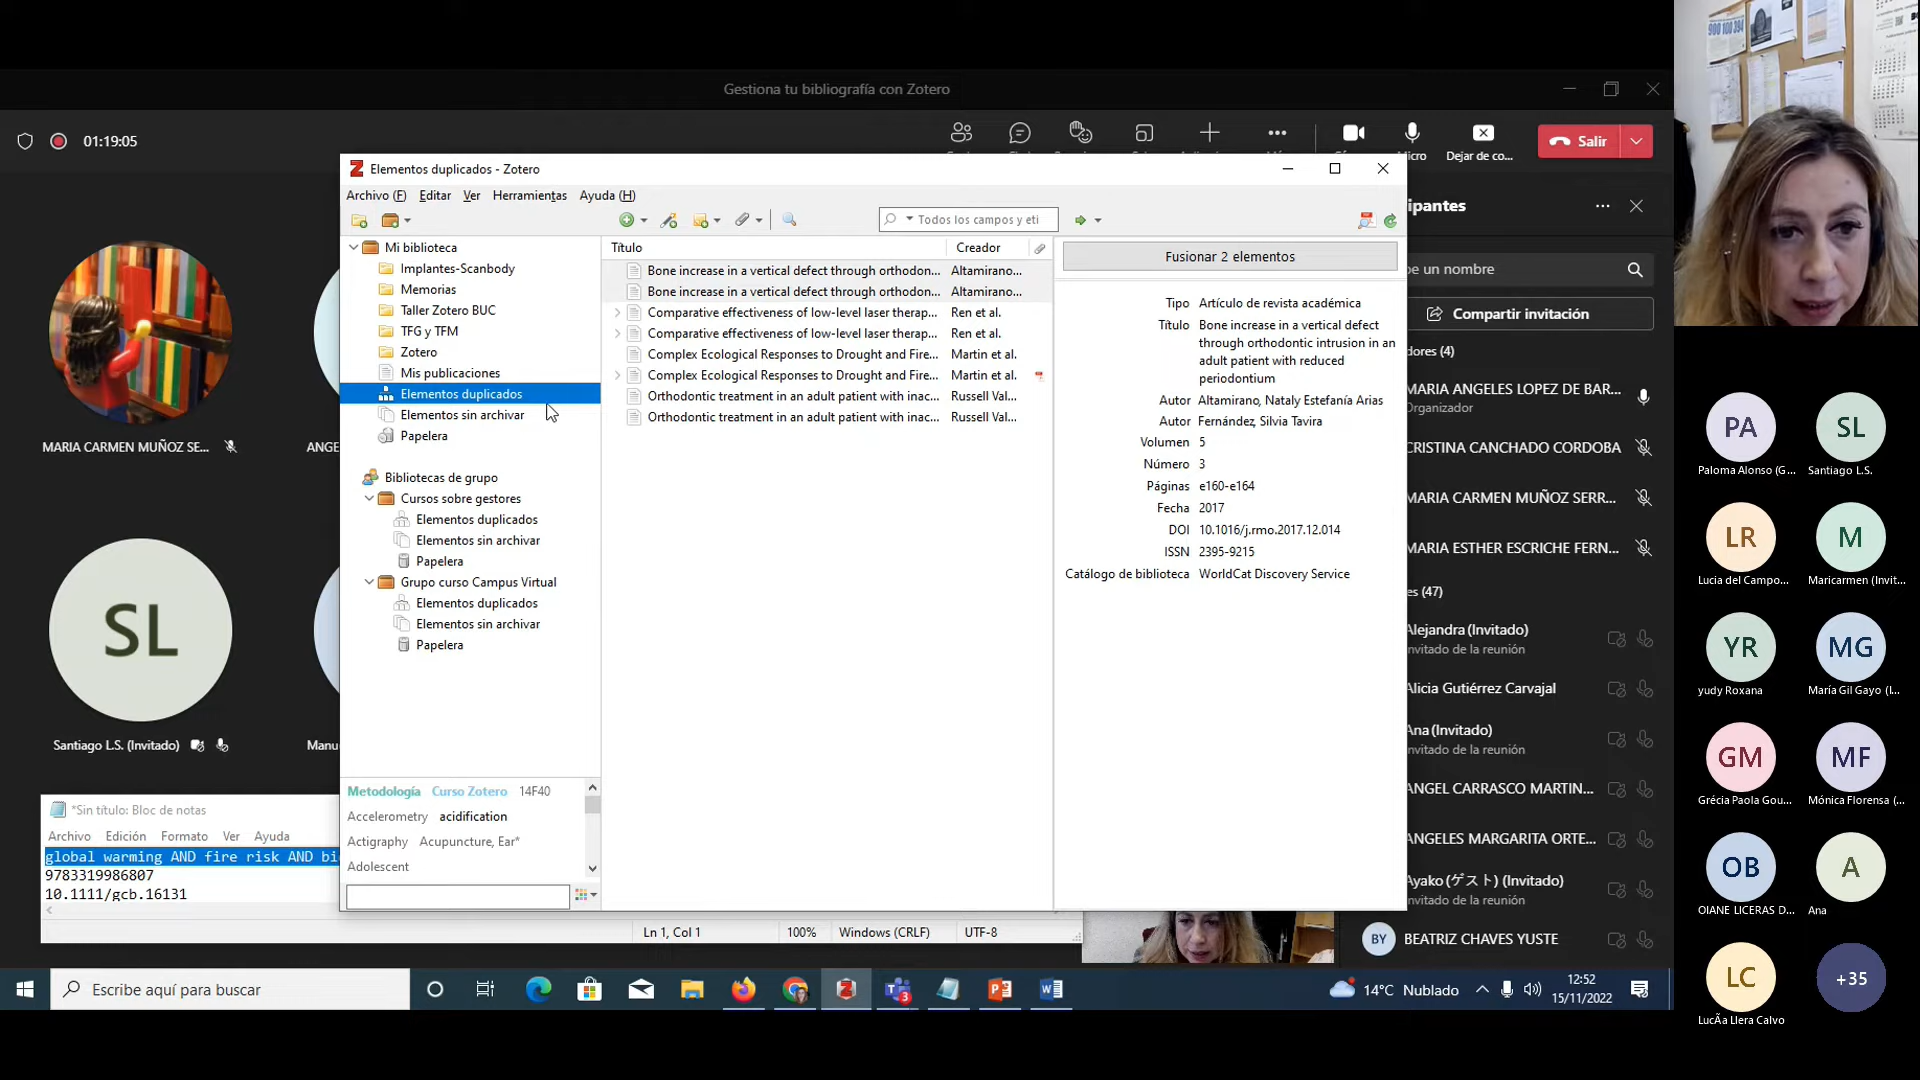 Gestiona tu bibliografía con Zotero
01:19:05
Dejar de co...
Salir
Elementos duplicados - Zotero
Archivo (F) Editar Ver Herramientas Ayuda (H)
Todos los campos y eti
Mi biblioteca
Implantes-Scanbody
Memorias
Taller Zotero BUC
TFG y TFM
Zotero
Mis publicaciones
Elementos duplicados
Elementos sin archivar
Papelera
Bibliotecas de grupo
Cursos sobre gestores
Elementos duplicados
Elementos sin archivar
Papelera
Grupo curso Campus Virtual
Elementos duplicados
Elementos sin archivar
Papelera
Metodología Curso Zotero 14F40
Accelerometry acidification
Actigraphy Acupuncture, Ear*
Adolescent
Título Creador
Bone increase in a vertical defect through orthodon... Altamirano...
Bone increase in a vertical defect through orthodon... Altamirano...
Comparative effectiveness of low-level laser therap... Ren et al.
Comparative effectiveness of low-level laser therap... Ren et al.
Complex Ecological Responses to Drought and Fire... Martin et al.
Complex Ecological Responses to Drought and Fire... Martin et al.
Orthodontic treatment in an adult patient with inac... Russell Val...
Orthodontic treatment in an adult patient with inac... Russell Val...
Fusionar 2 elementos
Tipo Artículo de revista académica
Título Bone increase in a vertical defect
through orthodontic intrusion in an
adult patient with reduced
periodontium
Autor Altamirano, Nataly Estefanía Arias
Autor Fernández, Silvia Tavira
Volumen 5
Número 3
Páginas e160-e164
Fecha 2017
DOI 10.1016/j.rmo.2017.12.014
ISSN 2395-9215
Catálogo de biblioteca WorldCat Discovery Service
MARIA CARMEN MUÑOZ SE...
ANGE
SL
Santiago L.S. (Invitado)
Manu
*Sin título: Bloc de notas
Archivo Edición Formato Ver Ayuda
global warming AND fire risk AND bi
9783319986807
10.1111/gcb.16131
Ln 1, Col 1 100% Windows (CRLF) UTF-8
ipantes
be un nombre
Compartir invitación
dores (4)
MARIA ANGELES LOPEZ DE BAR...
Organizador
CRISTINA CANCHADO CORDOBA
MARIA CARMEN MUÑOZ SERR...
MARIA ESTHER ESCRICHE FERN...
es (47)
Alejandra (Invitado)
nvitado de la reunión
Alicia Gutiérrez Carvajal
Ana (Invitado)
nvitado de la reunión
ANGEL CARRASCO MARTIN...
ANGELES MARGARITA ORTE...
Ayako (ゲスト) (Invitado)
nvitado de la reunión
BY BEATRIZ CHAVES YUSTE
900 100 394
PA SL
Paloma Alonso (G... Santiago L.S.
LR M
Lucia del Campo... Maricarmen (Invit...
YR MG
yudy Roxana María Gil Gayo (I...
GM MF
Grécia Paola Gou... Mónica Florensa (...
OB A
OIANE LICERAS D... Ana
LC +35
LucÃ­a Llera Calvo
Escribe aquí para buscar
3
14°C Nublado
12:52
15/11/2022